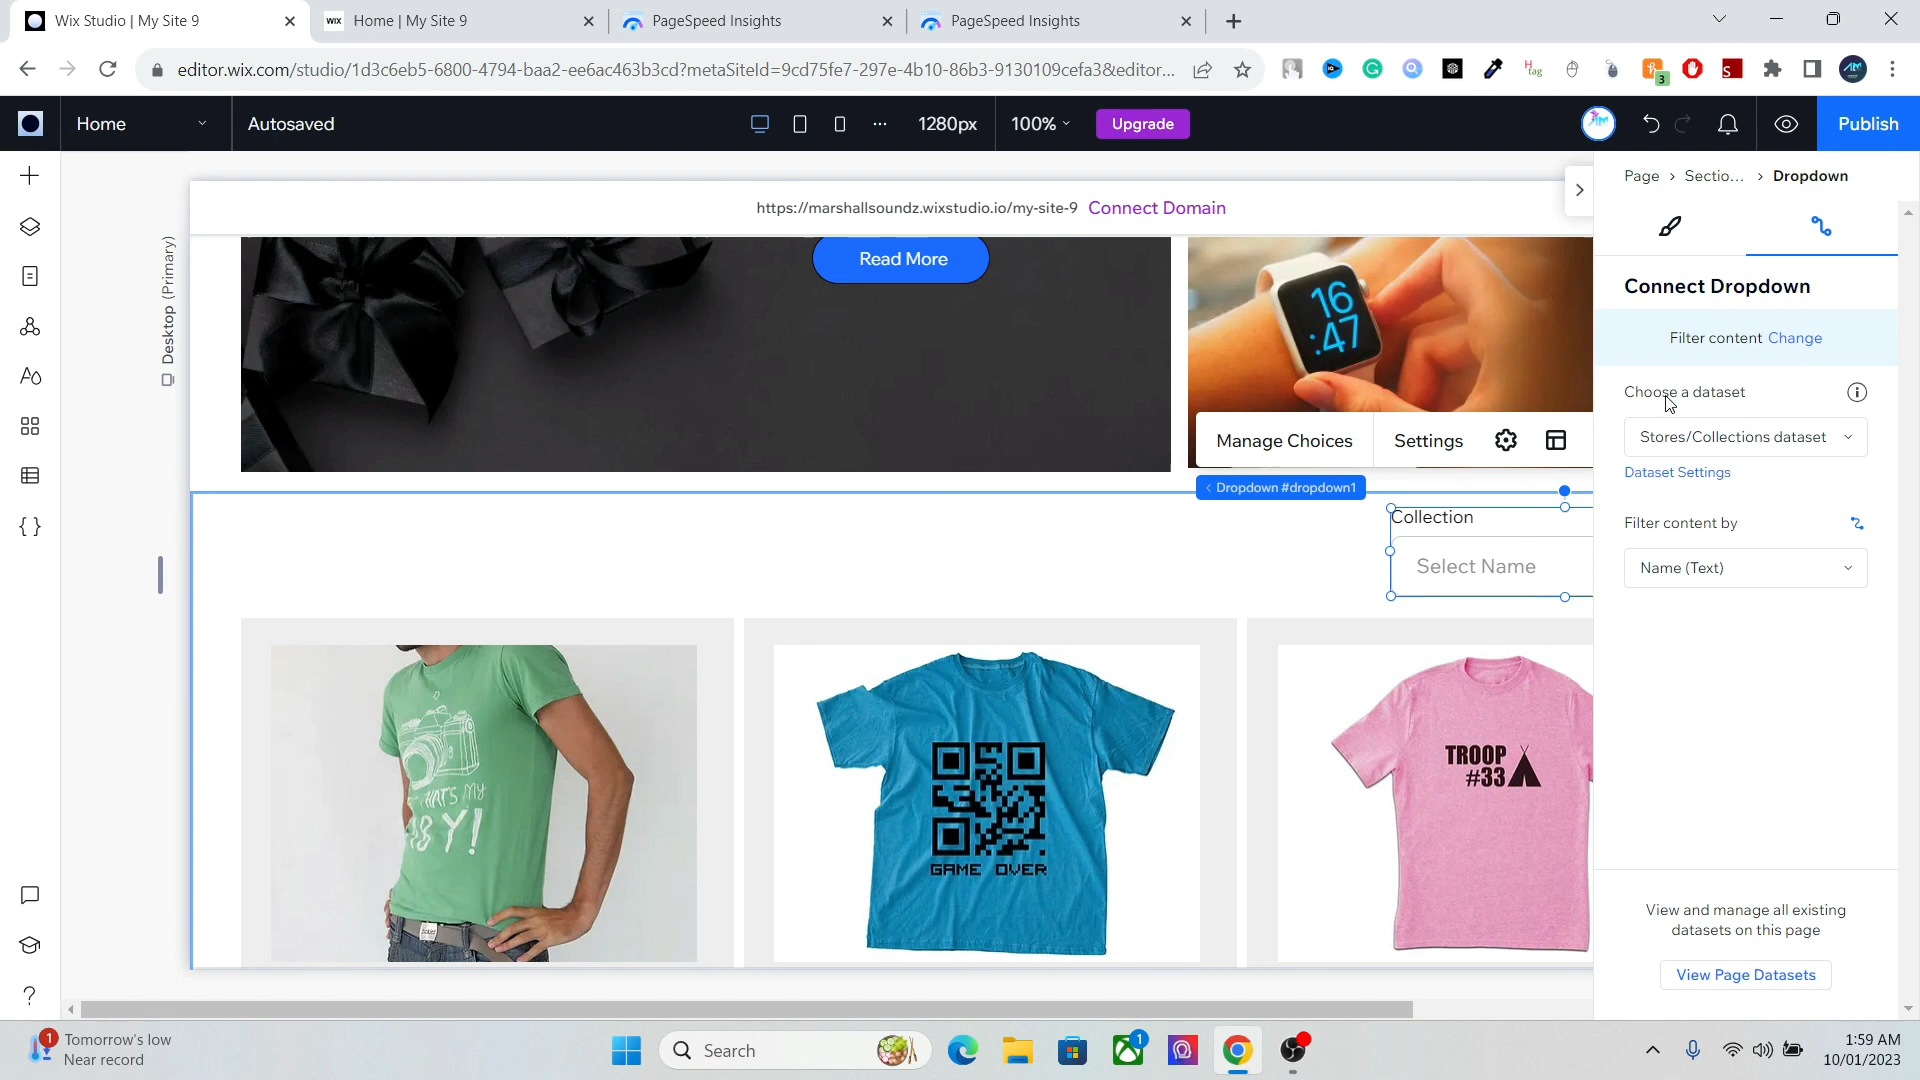 Wix Studio | My Site 9
Home | My Site 9
PageSpeed Insights
PageSpeed Insights
editor.wix.com/studio/1d3c6eb5-6800-4794-baa2-ee6ac463b3cd?metaSiteId=9cd75fe7-297e-4b10-86b3-9130109cefa3&editor...
Home
Autosaved
1280px
100%
Upgrade
Publish
https://marshallsoundz.wixstudio.io/my-site-9 Connect Domain
Page > Sectio... > Dropdown
Desktop (Primary)
Read More
16
:47
Connect Dropdown
Filter content Change
Choose a dataset
Stores/Collections dataset
Dataset Settings
Manage Choices
Settings
< Dropdown #dropdown1
Collection
Select Name
Filter content by
Name (Text)
GAME OVER
TROOP
#33
View and manage all existing
datasets on this page
View Page Datasets
1
Tomorrow's low
Near record
Search
1
1:59 AM
10/01/2023